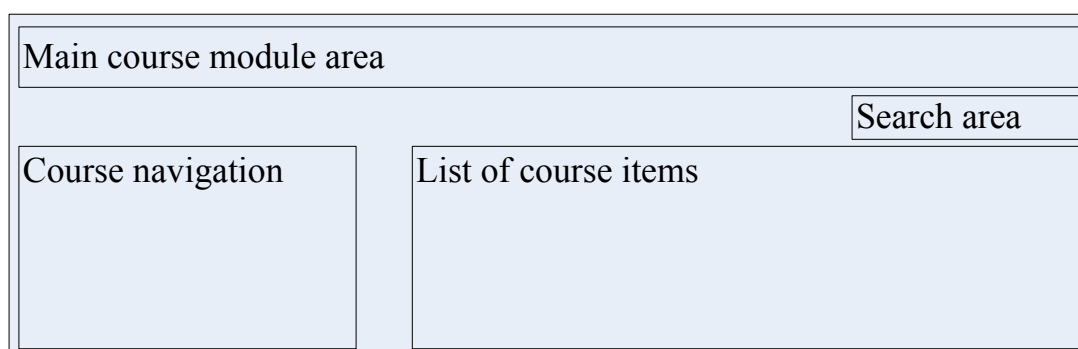 Main course module area
Search area
Course navigation
List of course items